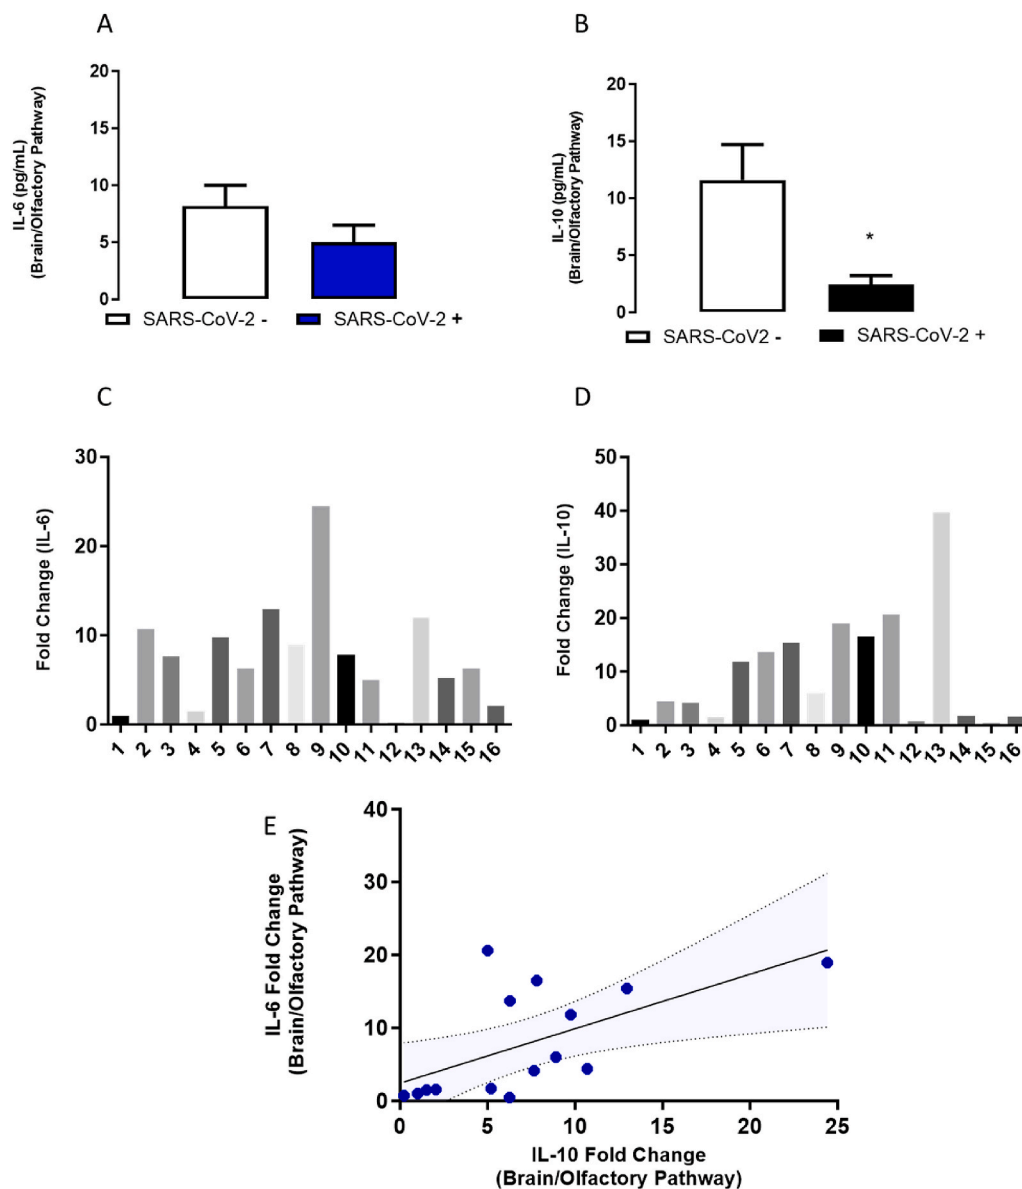 A
IL-6 (pg/mL)
(Brain/Olfactory Pathway)
20
15
10
5
0
SARS-CoV-2 -
SARS-CoV-2 +
B
IL-10 (pg/mL)
(Brain/Olfactory Pathway)
20
15
10
5
0
*
SARS-CoV2 -
SARS-CoV-2 +
C
Fold Change (IL-6)
30
20
10
0
1 2 3 4 5 6 7 8 9 10 11 12 13 14 15 16
D
Fold Change (IL-10)
50
40
30
20
10
0
1 2 3 4 5 6 7 8 9 10 11 12 13 14 15 16
E
IL-6 Fold Change
(Brain/Olfactory Pathway)
40
30
20
10
0
0 5 10 15 20 25
IL-10 Fold Change
(Brain/Olfactory Pathway)